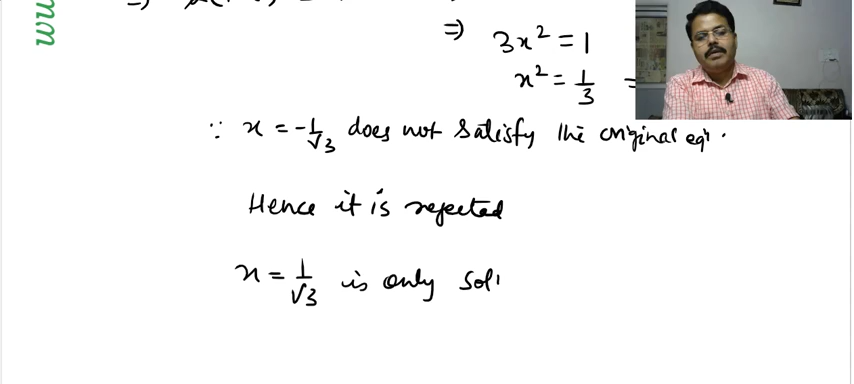 ⇒ 3x² = 1
x² = 1/3 =
∵ x = -1/√3 does not satisfy the original eqⁿ.
Hence it is rejected
x = 1/√3 is only sol